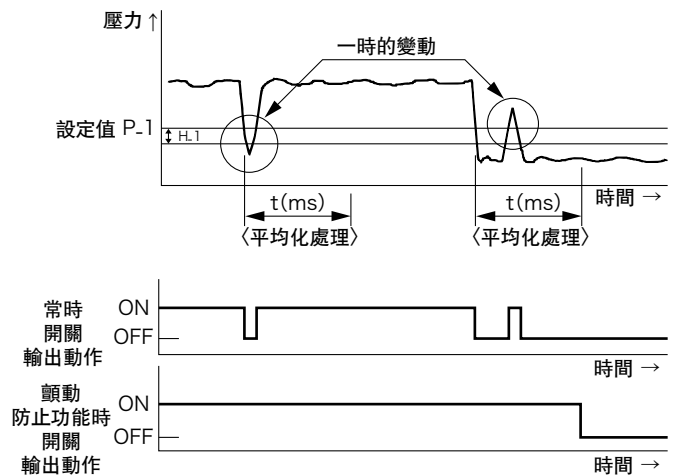 壓力↑
一時的變動
設定值 P_1
H_1
t(ms)
t(ms)
時間 →
〈平均化處理〉
〈平均化處理〉
常時
開關
輸出動作
ON
OFF
時間 →
顫動
防止功能時
開關
輸出動作
ON
OFF
時間 →